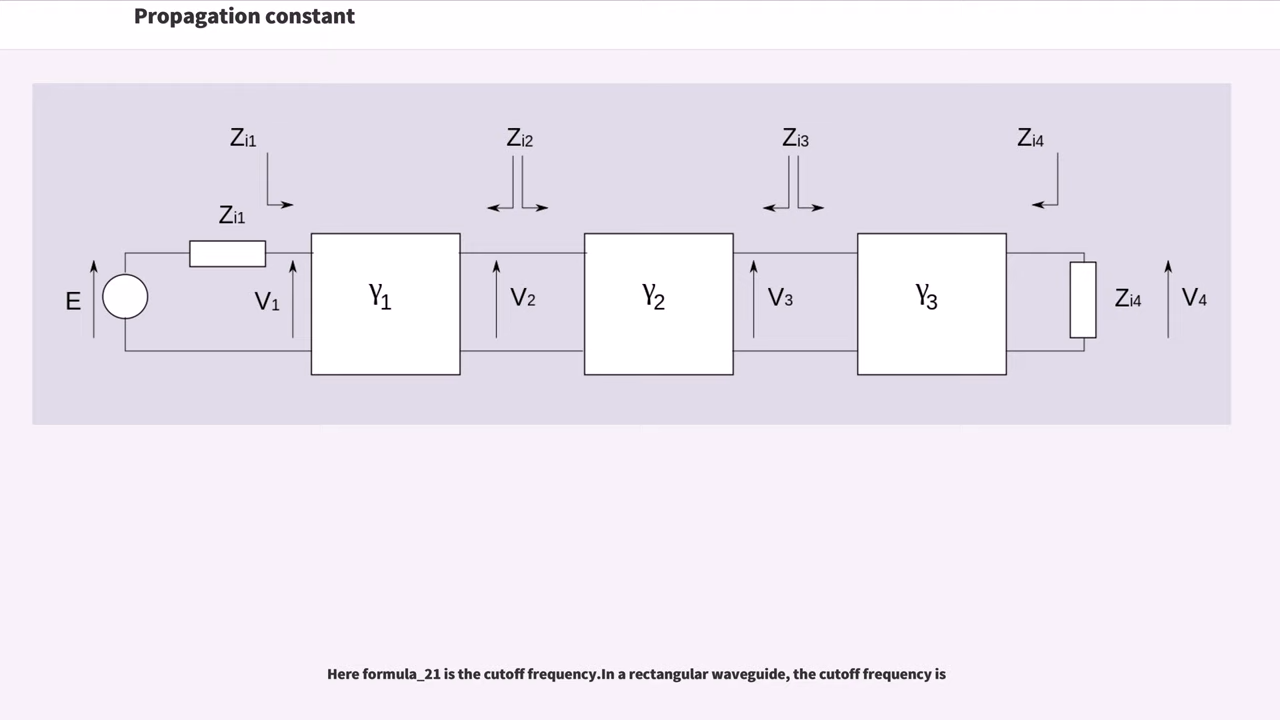 Propagation constant
Zi1 Zi2 Zi3 Zi4
Zi1
E V1 γ1 V2 γ2 V3 γ3 Zi4 V4
Here formula_21 is the cutoff frequency.In a rectangular waveguide, the cutoff frequency is